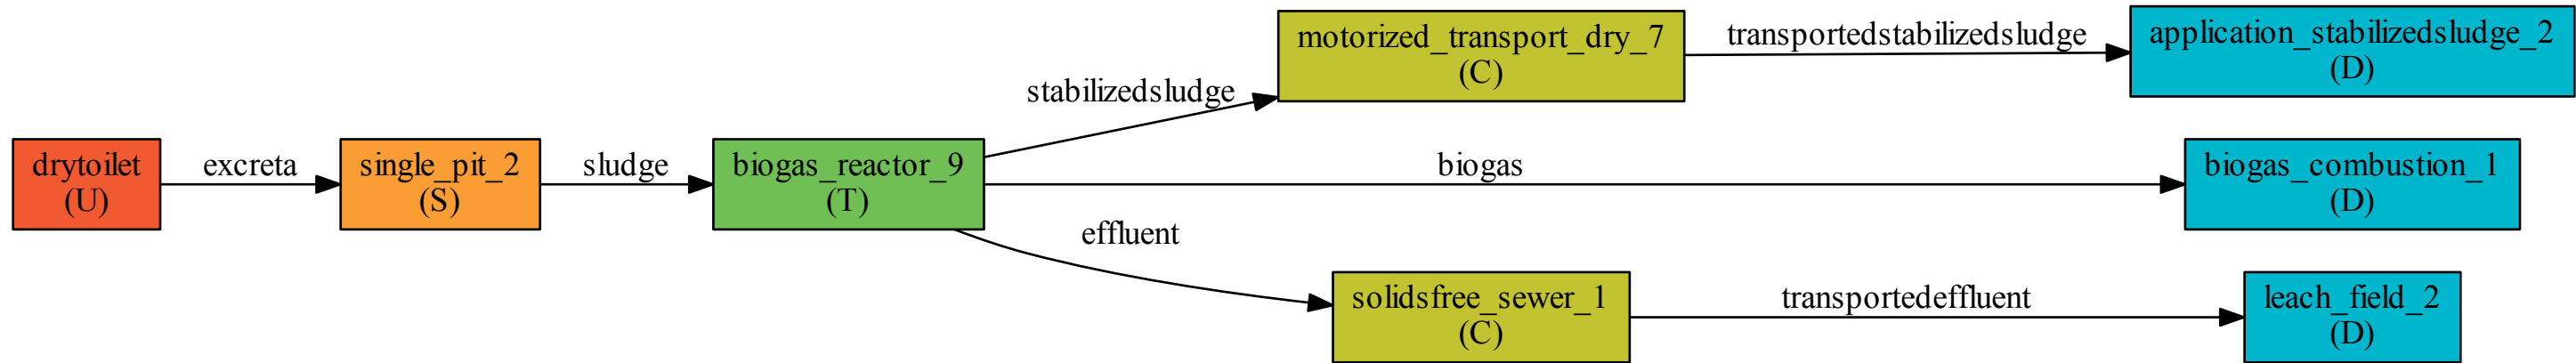 drytoilet
(U)
excreta
single_pit_2
(S)
sludge
biogas_reactor_9
(T)
stabilizedsludge
motorized_transport_dry_7
(C)
transportedstabilizedsludge
application_stabilizedsludge_2
(D)
biogas
biogas_combustion_1
(D)
effluent
solidsfree_sewer_1
(C)
transportedeffluent
leach_field_2
(D)